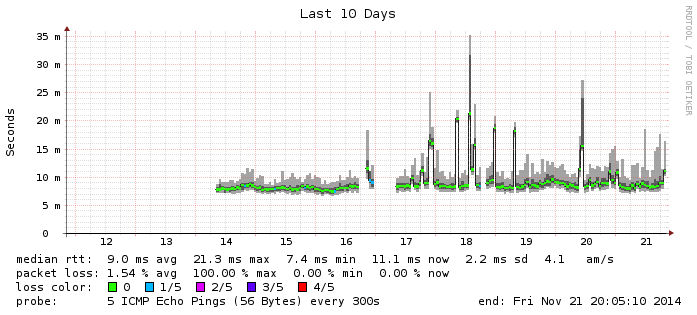 Last 10 Days
RRDTOOL / TOBI OETIKER
Seconds
35 m
30 m
25 m
20 m
15 m
10 m
5 m
0
12 13 14 15 16 17 18 19 20 21
median rtt: 9.0 ms avg 21.3 ms max 7.4 ms min 11.1 ms now 2.2 ms sd 4.1 am/s
packet loss: 1.54 % avg 100.00 % max 0.00 % min 0.00 % now
loss color: 0 1/5 2/5 3/5 4/5
probe: 5 ICMP Echo Pings (56 Bytes) every 300s end: Fri Nov 21 20:05:10 2014